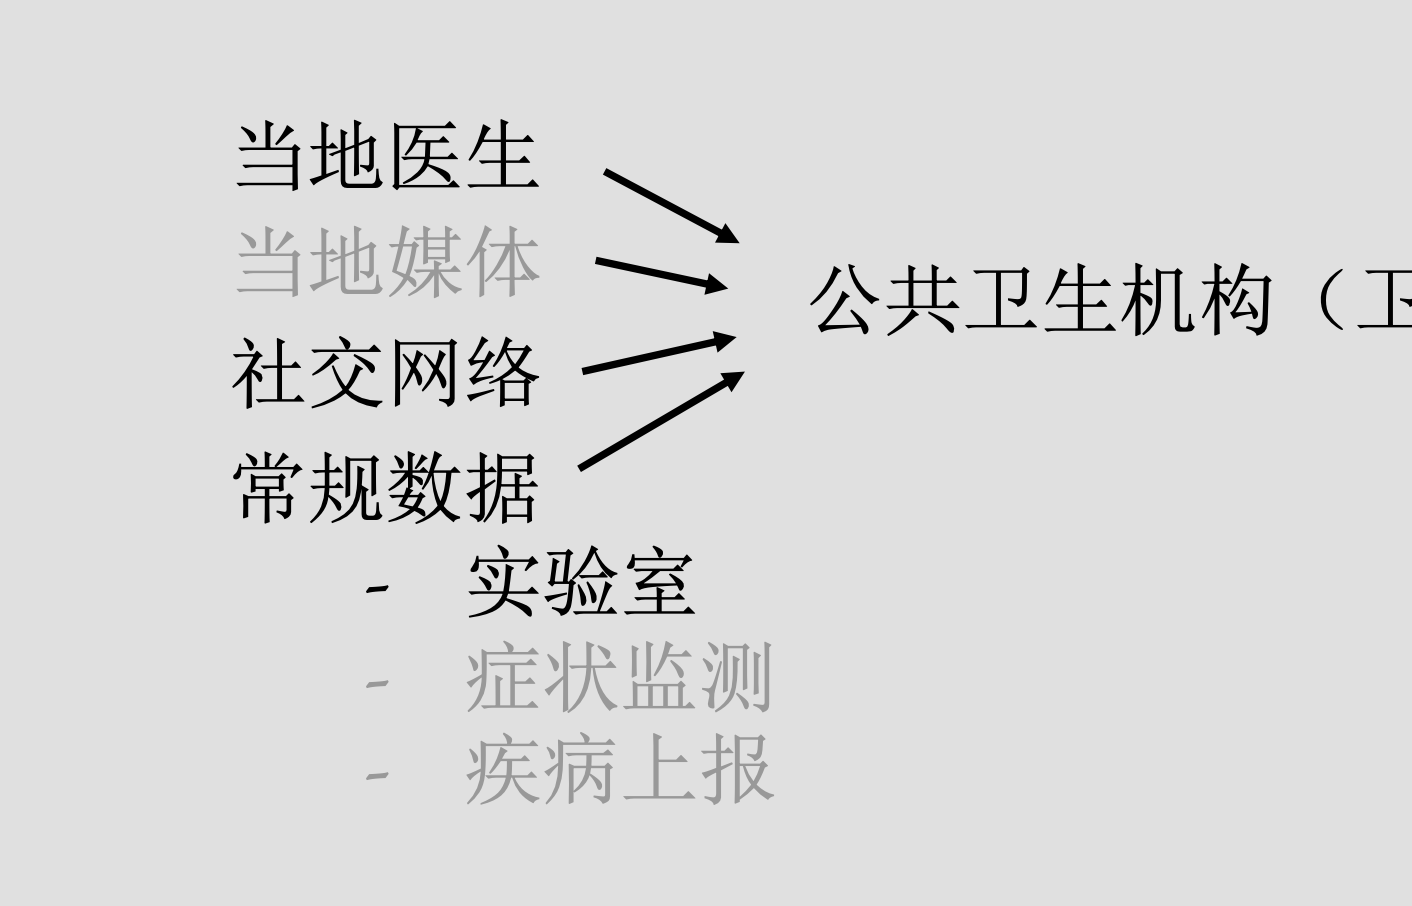 当地医生
当地媒体
公共卫生机构（卫
社交网络
常规数据
- 实验室
- 症状监测
- 疾病上报